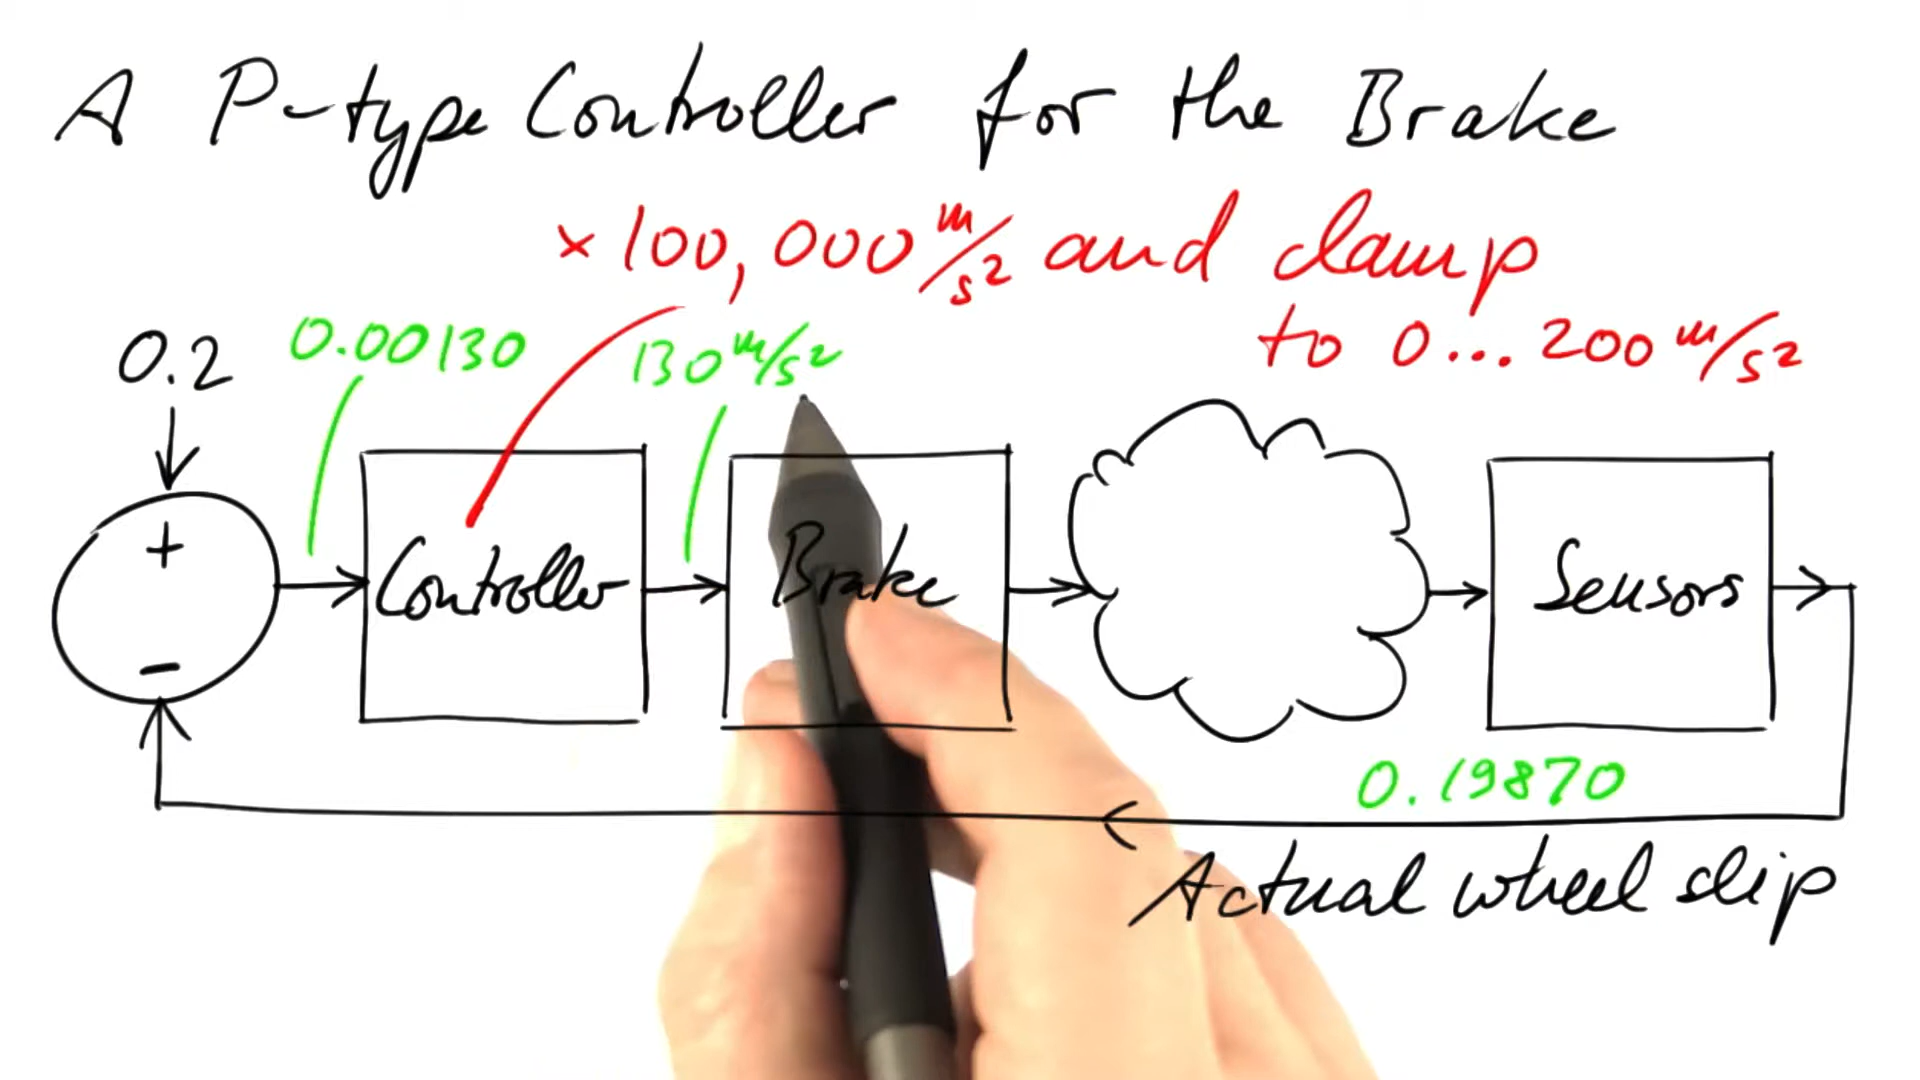 A P-type Controller for the Brake
× 100,000 m/s² and clamp
to 0...200 m/s²
0.2
0.00130
130 m/s²
+
−
Controller
Brake
Sensors
0.19870
Actual wheel slip